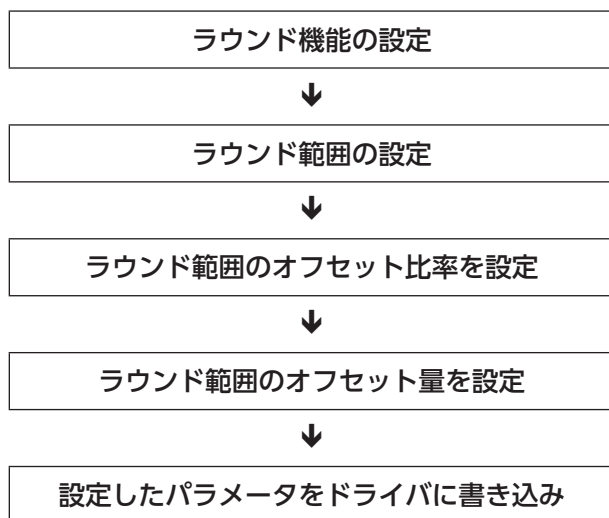 ラウンド機能の設定
ラウンド範囲の設定
ラウンド範囲のオフセット比率を設定
ラウンド範囲のオフセット量を設定
設定したパラメータをドライバに書き込み